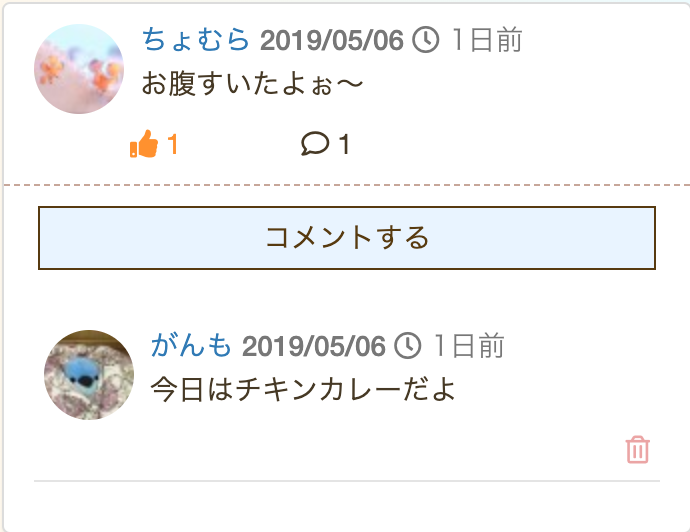 ちょむら 2019/05/06 1日前
お腹すいたよぉ〜
1 1
コメントする
がんも 2019/05/06 1日前
今日はチキンカレーだよ